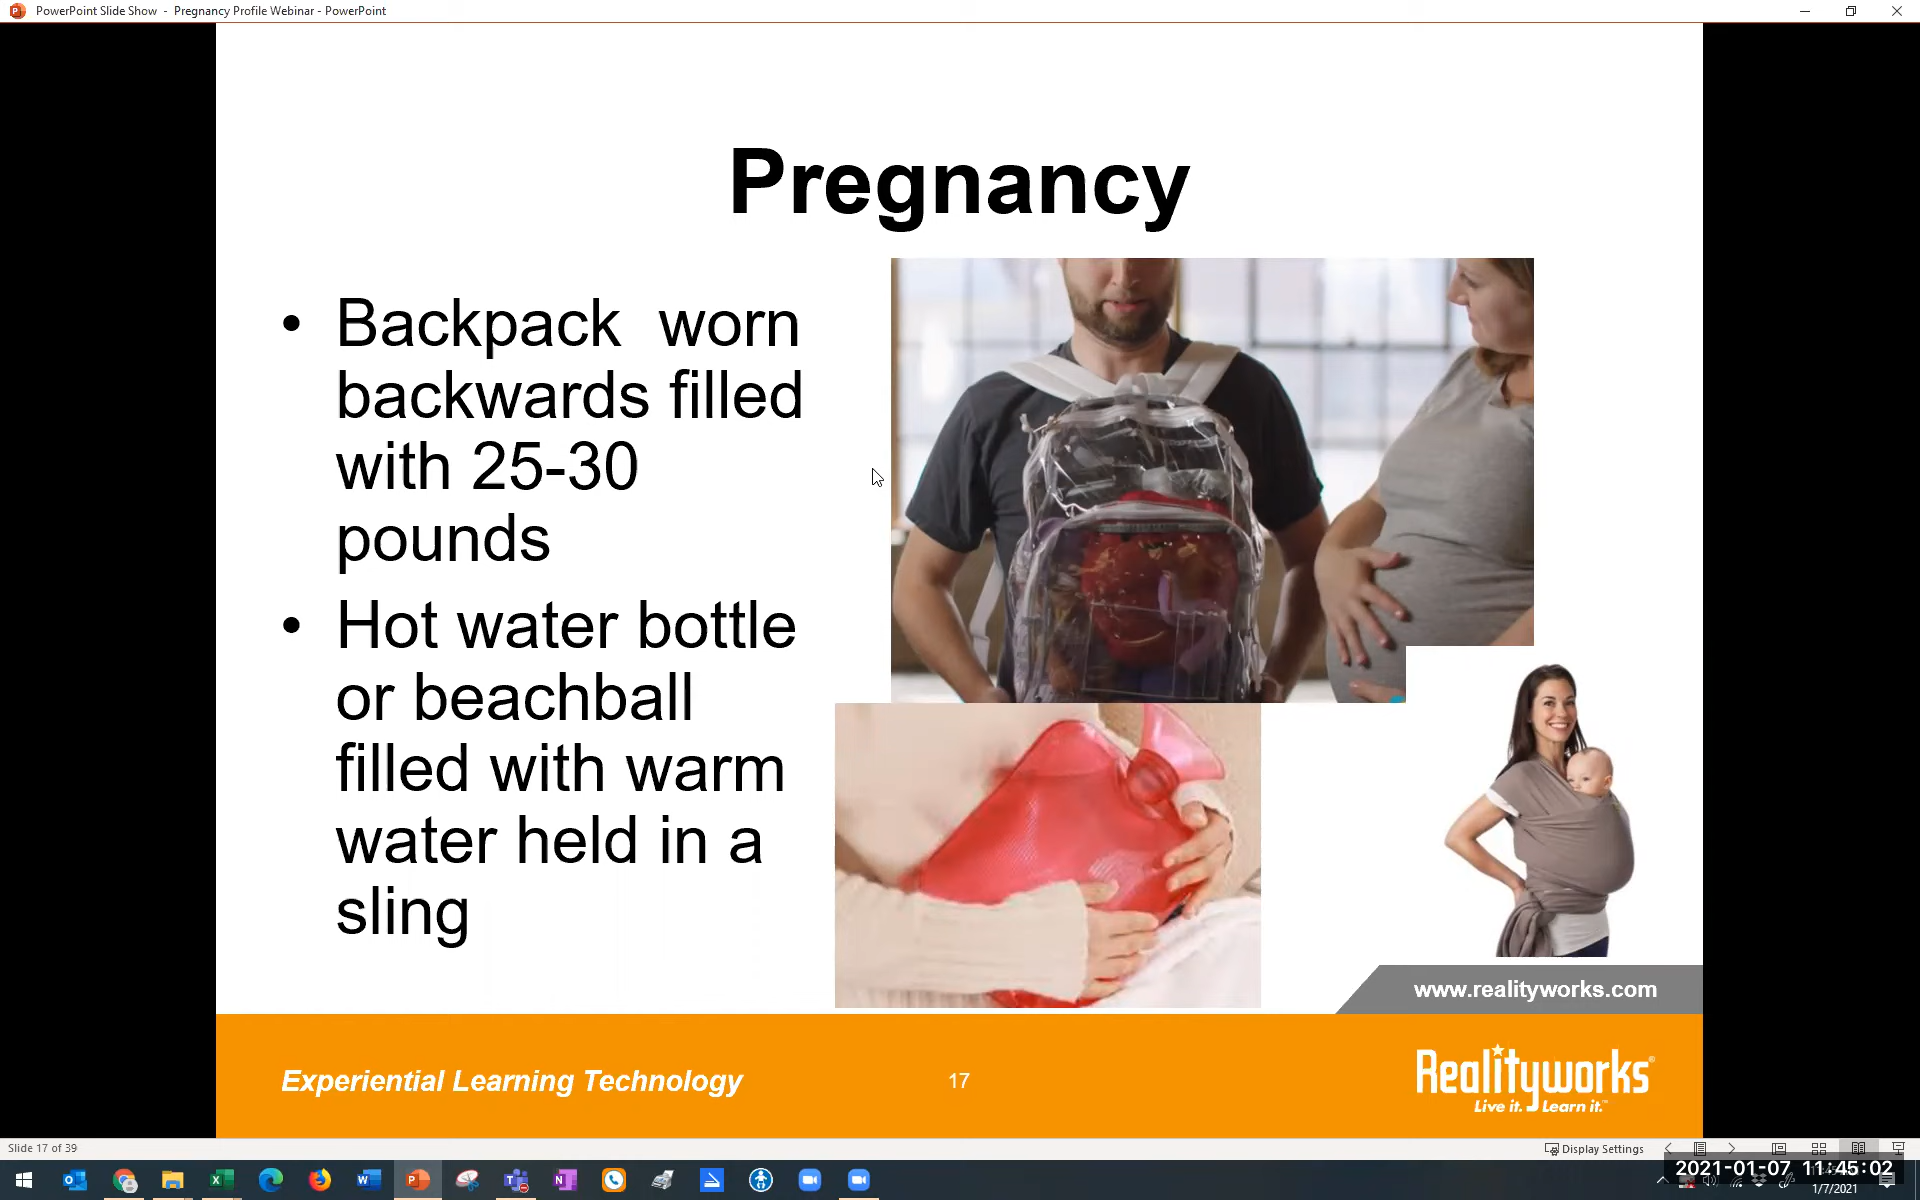 PowerPoint Slide Show - Pregnancy Profile Webinar - PowerPoint
Pregnancy
• Backpack worn
backwards filled
with 25-30
pounds
• Hot water bottle
or beachball
filled with warm
water held in a
sling
www.realityworks.com
Experiential Learning Technology
17
Realityworks®
Live it. Learn it.™
Slide 17 of 39
Display Settings
2021-01-07 11:45:02
1/7/2021